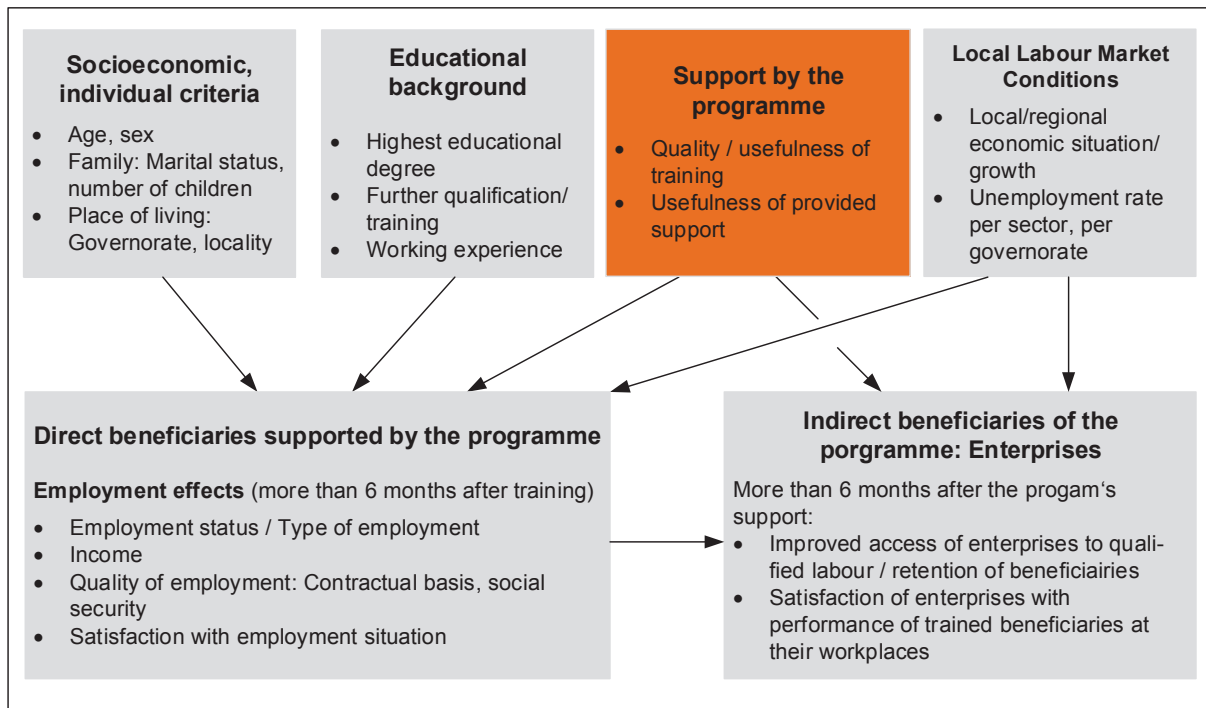 Socioeconomic,
individual criteria
• Age, sex
• Family: Marital status,
number of children
• Place of living:
Governorate, locality
Educational
background
• Highest educational
degree
• Further qualification/
training
• Working experience
Support by the
programme
• Quality / usefulness of
training
• Usefulness of provided
support
Local Labour Market
Conditions
• Local/regional
economic situation/
growth
• Unemployment rate
per sector, per
governorate
Direct beneficiaries supported by the programme
Employment effects (more than 6 months after training)
• Employment status / Type of employment
• Income
• Quality of employment: Contractual basis, social
security
• Satisfaction with employment situation
Indirect beneficiaries of the
porgramme: Enterprises
More than 6 months after the progam‘s
support:
• Improved access of enterprises to quali-
fied labour / retention of beneficiairies
• Satisfaction of enterprises with
performance of trained beneficiaries at
their workplaces